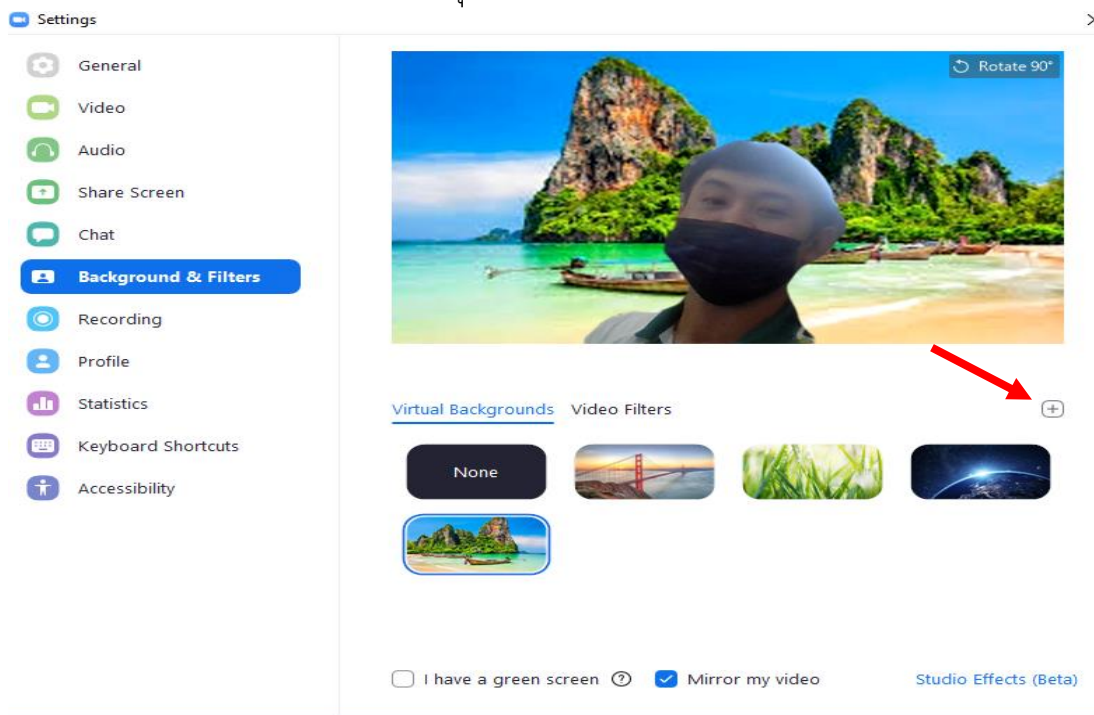 Settings
Rotate 90°
General
Video
Audio
Share Screen
Chat
Background & Filters
Recording
Profile
Statistics
Keyboard Shortcuts
Accessibility
Virtual Backgrounds Video Filters
None
I have a green screen Mirror my video Studio Effects (Beta)